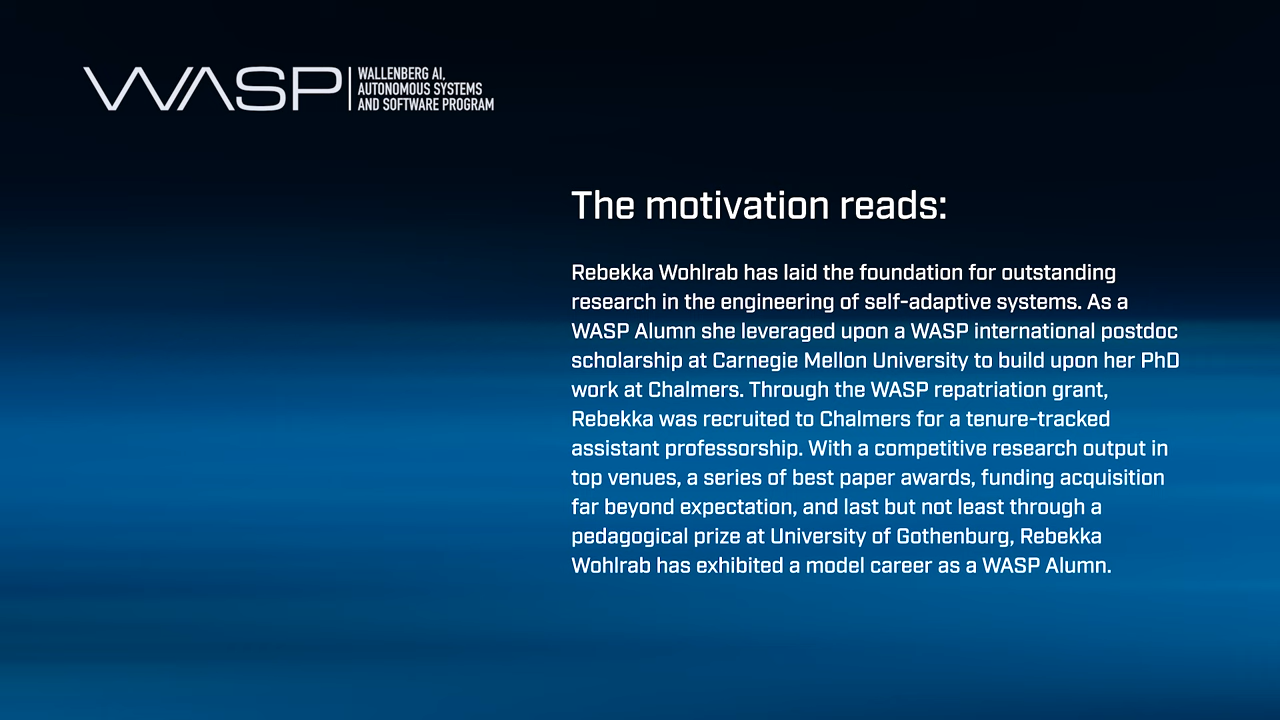 WASP
WALLENBERG AI,
AUTONOMOUS SYSTEMS
AND SOFTWARE PROGRAM
The motivation reads:
Rebekka Wohlrab has laid the foundation for outstanding
research in the engineering of self-adaptive systems. As a
WASP Alumn she leveraged upon a WASP international postdoc
scholarship at Carnegie Mellon University to build upon her PhD
work at Chalmers. Through the WASP repatriation grant,
Rebekka was recruited to Chalmers for a tenure-tracked
assistant professorship. With a competitive research output in
top venues, a series of best paper awards, funding acquisition
far beyond expectation, and last but not least through a
pedagogical prize at University of Gothenburg, Rebekka
Wohlrab has exhibited a model career as a WASP Alumn.